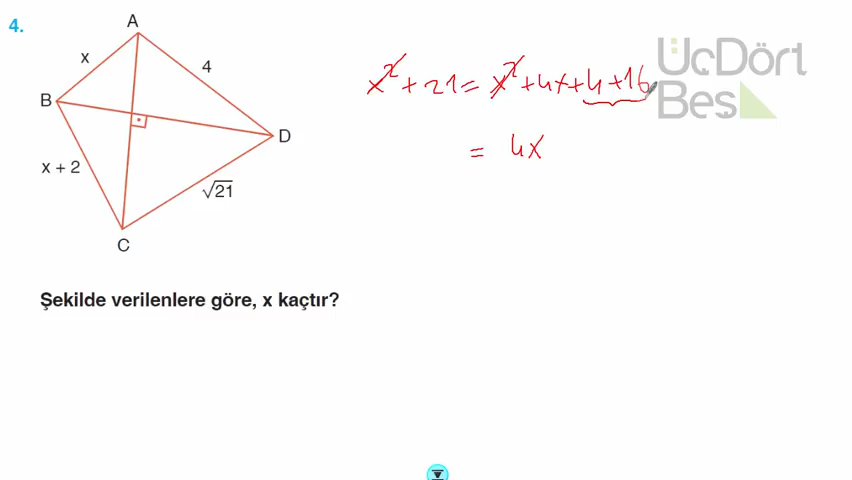 4.
A
x
4
B
D
x + 2
√21
C
x² + 21 = x² + 4x + 4 + 16
= 4x
ÜçDört
Beş
Şekilde verilenlere göre, x kaçtır?